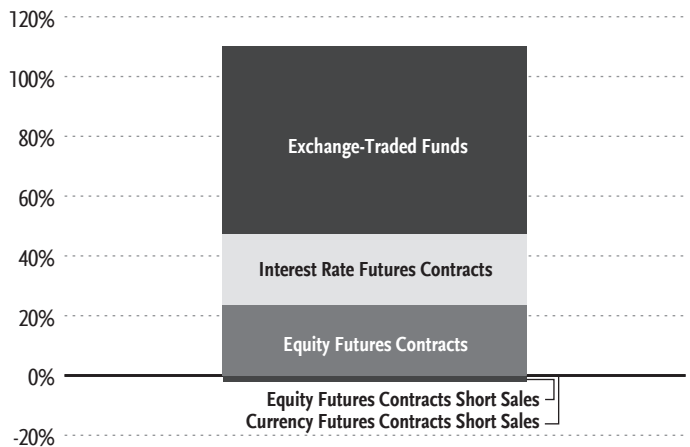 120%
100%
Exchange-Traded Funds
80%
60%
40%
Interest Rate Futures Contracts
20%
Equity Futures Contracts
0%
Equity Futures Contracts Short Sales
Currency Futures Contracts Short Sales
-20%